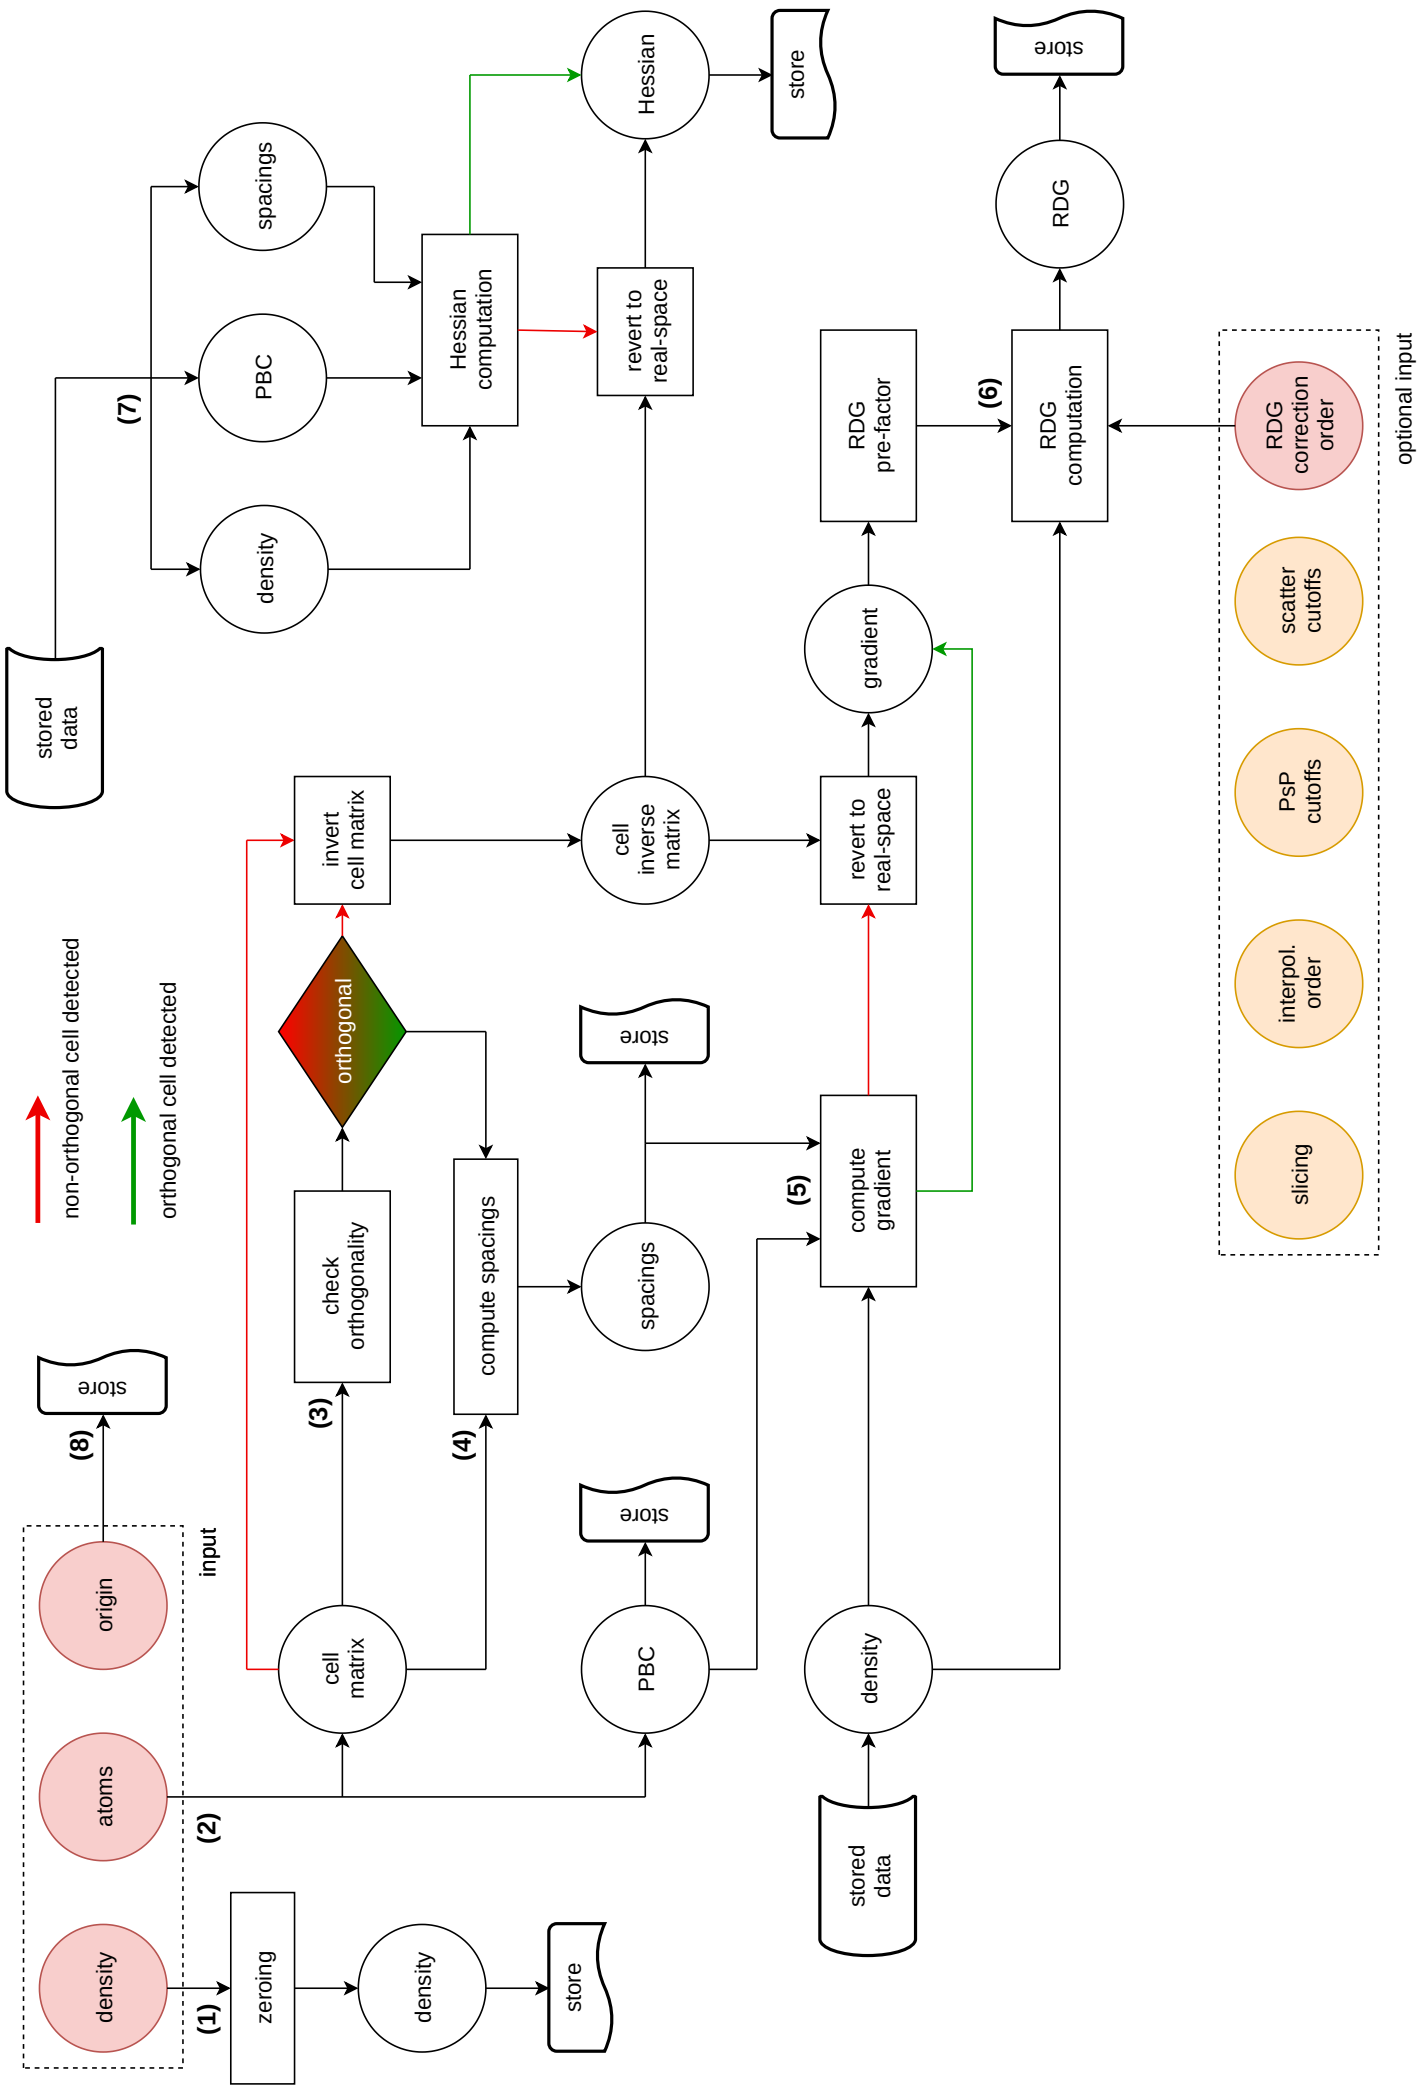 density
atoms
origin
input
(1)
(2)
(8)
store
non-orthogonal cell detected
orthogonal cell detected
stored
data
zeroing
density
store
cell
matrix
(3)
check
orthogonality
orthogonal
invert
cell matrix
(4)
compute spacings
(7)
density
PBC
spacings
Hessian
computation
PBC
store
spacings
store
cell
inverse
matrix
revert to
real-space
Hessian
store
stored
data
density
(5)
compute
gradient
revert to
real-space
gradient
RDG
pre-factor
(6)
RDG
computation
RDG
store
slicing
interpol.
order
PsP
cutoffs
scatter
cutoffs
RDG
correction
order
optional input